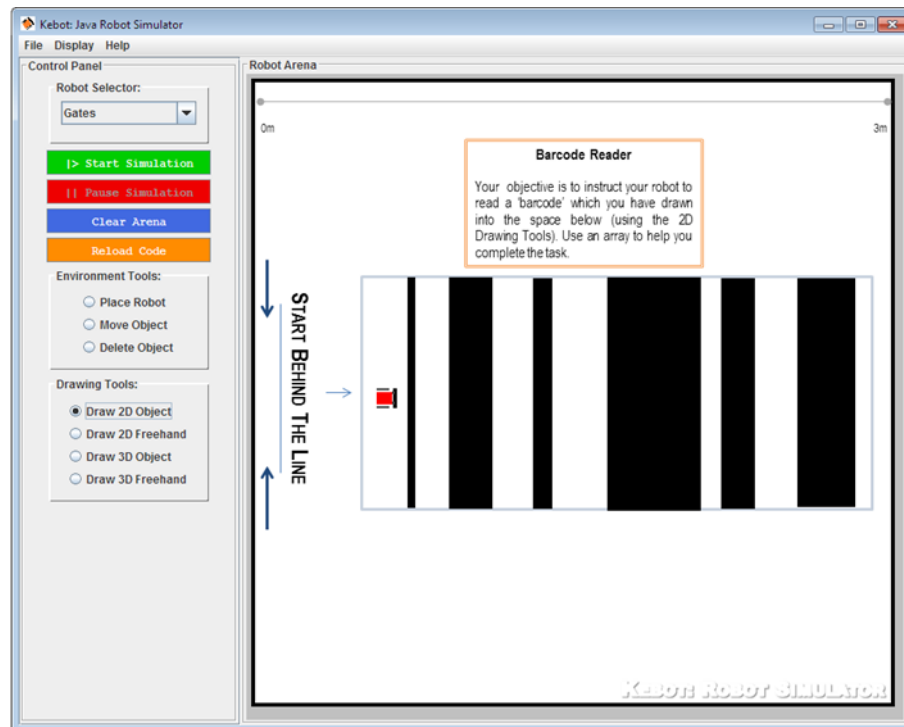 Kebot: Java Robot Simulator
File Display Help
Control Panel
Robot Selector:
Gates
|> Start Simulation
|| Pause Simulation
Clear Arena
Reload Code
Environment Tools:
Place Robot
Move Object
Delete Object
Drawing Tools:
Draw 2D Object
Draw 2D Freehand
Draw 3D Object
Draw 3D Freehand
Robot Arena
0m
3m
Barcode Reader
Your objective is to instruct your robot to
read a 'barcode' which you have drawn
into the space below (using the 2D
Drawing Tools). Use an array to help you
complete the task.
START BEHIND THE LINE
KEBOT: ROBOT SIMULATOR